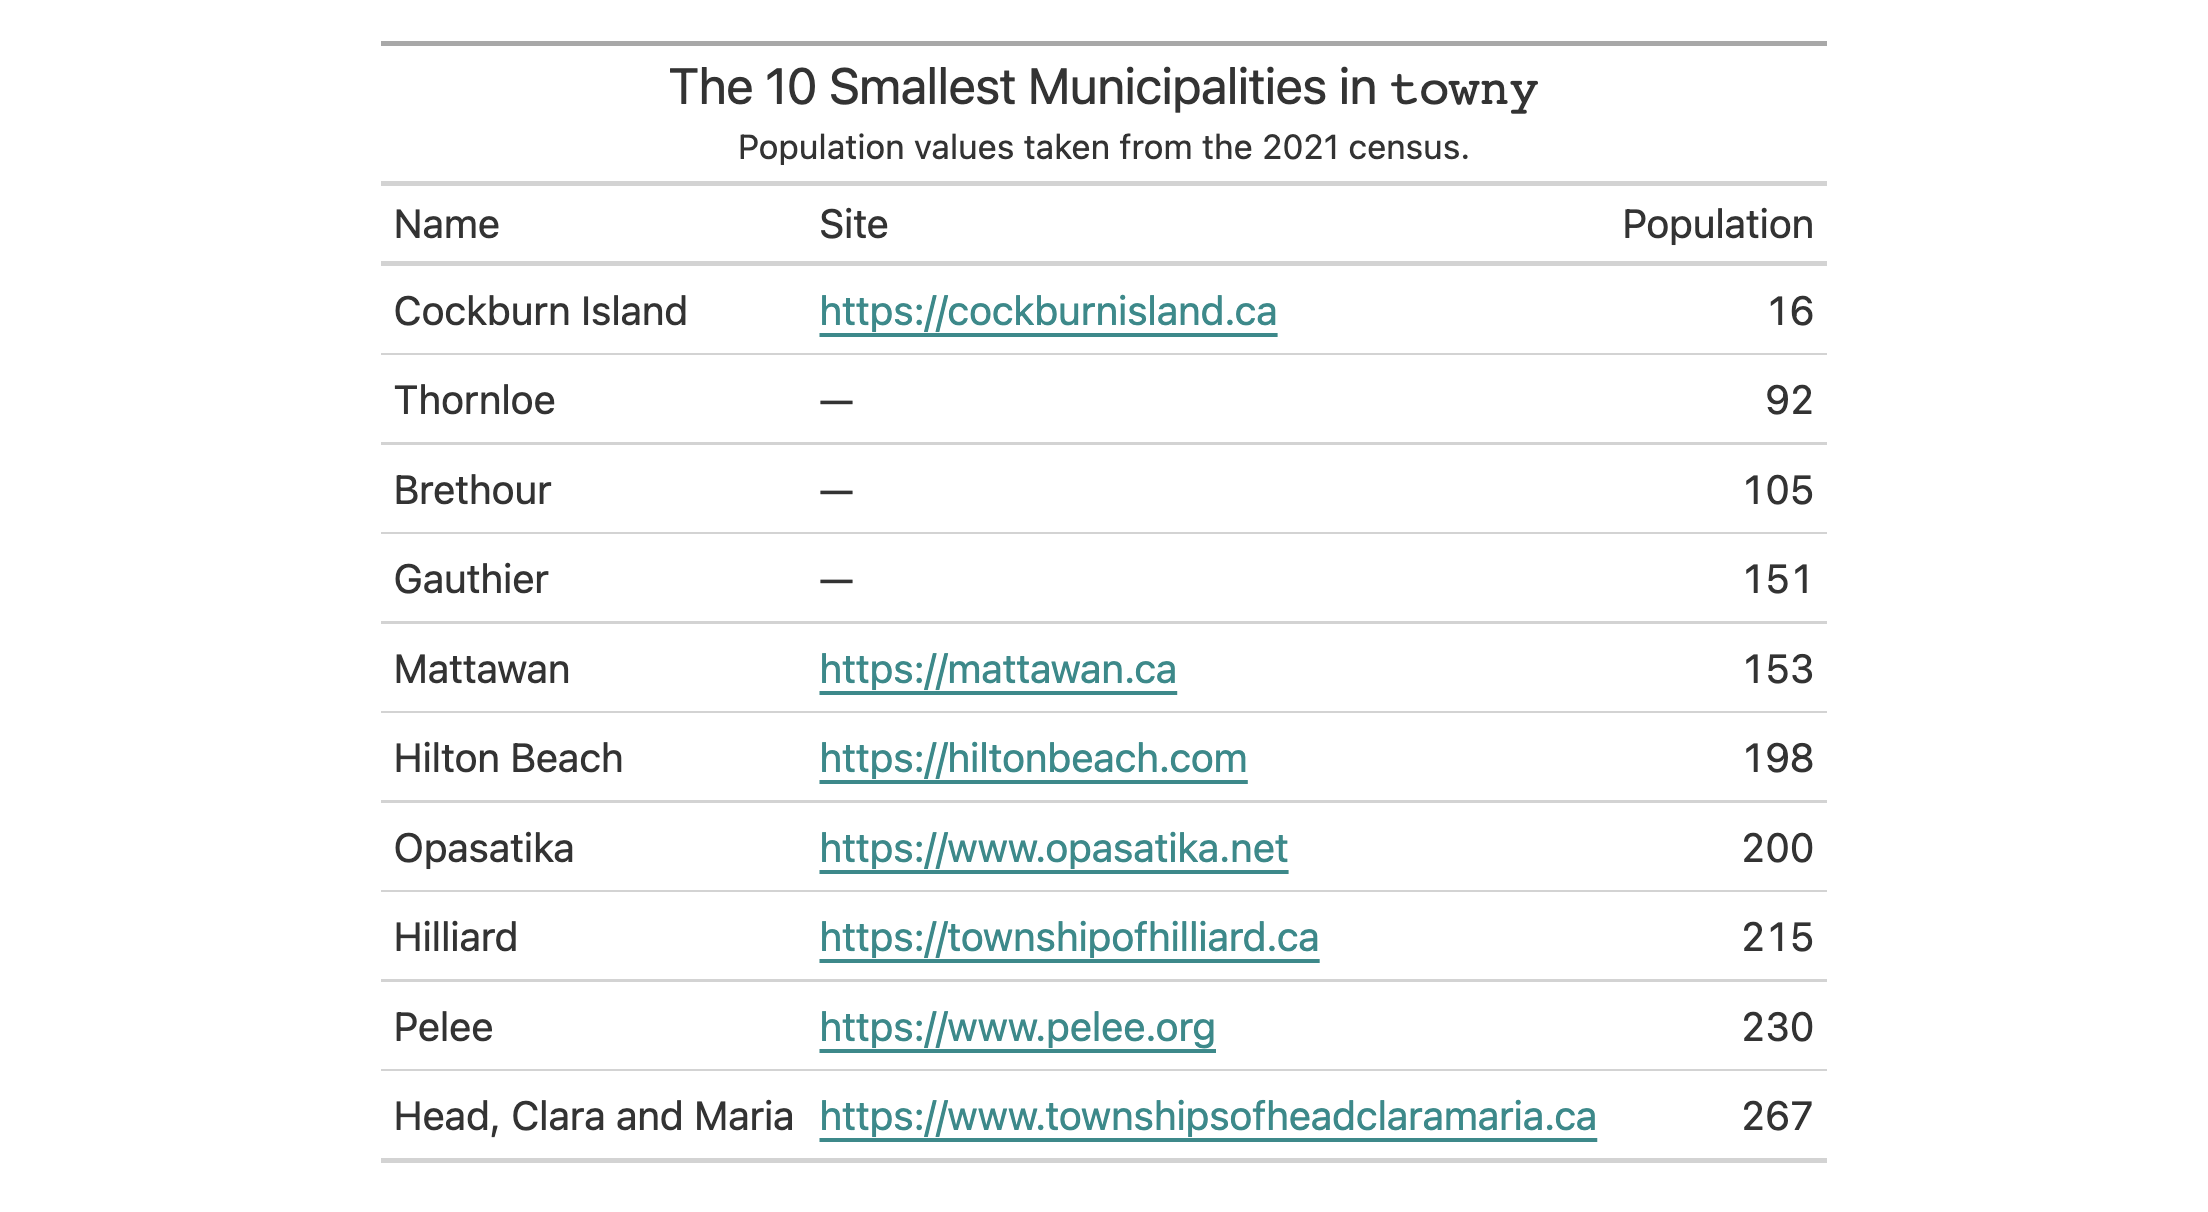 The 10 Smallest Municipalities in towny
Population values taken from the 2021 census.
Name Site Population
Cockburn Island https://cockburnisland.ca 16
Thornloe — 92
Brethour — 105
Gauthier — 151
Mattawan https://mattawan.ca 153
Hilton Beach https://hiltonbeach.com 198
Opasatika https://www.opasatika.net 200
Hilliard https://townshipofhilliard.ca 215
Pelee https://www.pelee.org 230
Head, Clara and Maria https://www.townshipsofheadclaramaria.ca 267